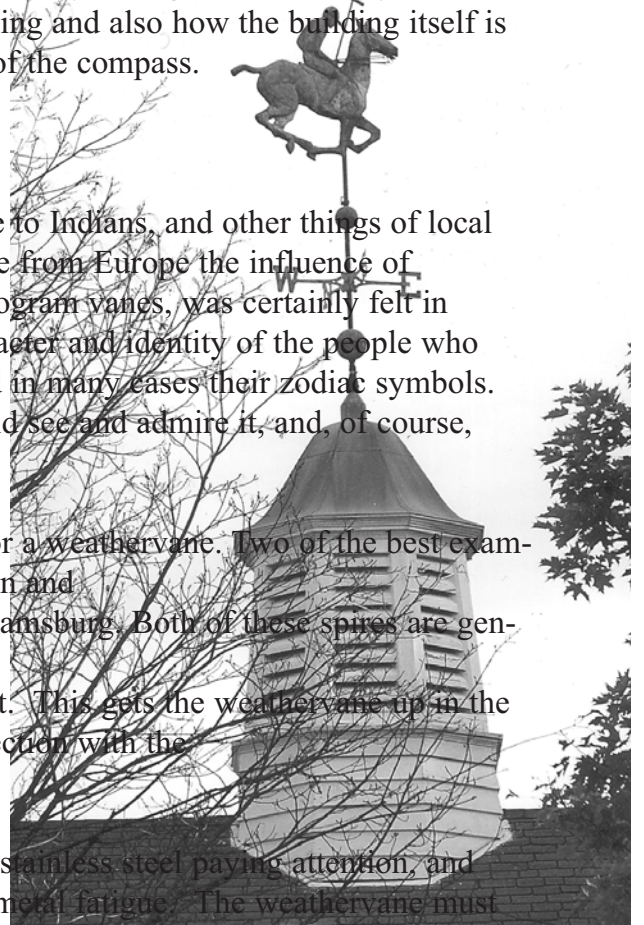 ing and also how the building itself is
of the compass.
e to Indians, and other things of local
e from Europe the influence of
W E
ogram vanes, was certainly felt in
acter and identity of the people who
in many cases their zodiac symbols.
d see and admire it, and, of course,
or a weathervane. Two of the best exam-
n and
amsburg. Both of these spires are gen-
t. This gets the weathervane up in the
ection with the
stainless steel paying attention, and
metal fatigue. The weathervane must